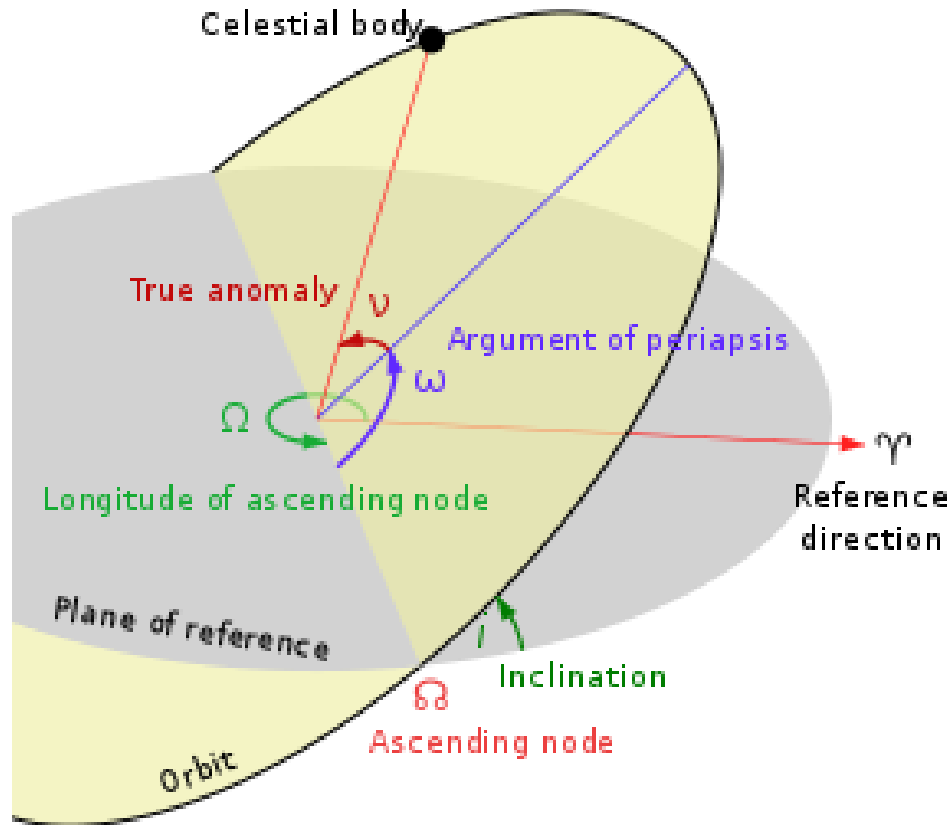 Celestial body
True anomaly
υ
Argument of periapsis
ω
Ω
♈
Longitude of ascending node
Reference
direction
Plane of reference
i
Inclination
☊
Ascending node
Orbit